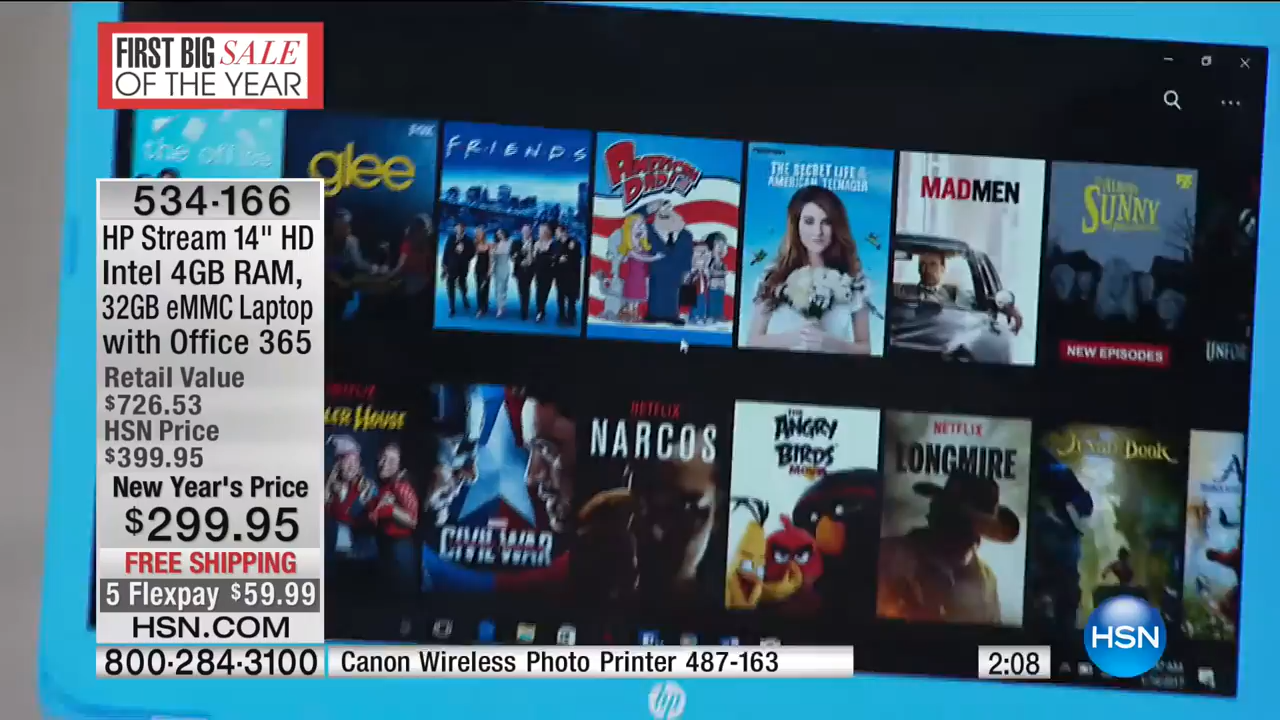 FIRST BIG SALE
OF THE YEAR
534·166
HP Stream 14" HD
Intel 4GB RAM,
32GB eMMC Laptop
with Office 365
Retail Value
$726.53
HSN Price
$399.95
New Year's Price
$299.95
FREE SHIPPING
5 Flexpay $59.99
HSN.COM
800·284·3100
Canon Wireless Photo Printer 487-163
2:08
HSN
the office
glee
FOX
FRIENDS
AMERICAN
DAD!
THE SECRET LIFE OF THE
AMERICAN TEENAGER
MADMEN
SUNNY
NEW EPISODES
NETFLIX
NARCOS
CIVIL WAR
THE
ANGRY
BIRDS
MOVIE
NETFLIX
LONGMIRE
Book
hp